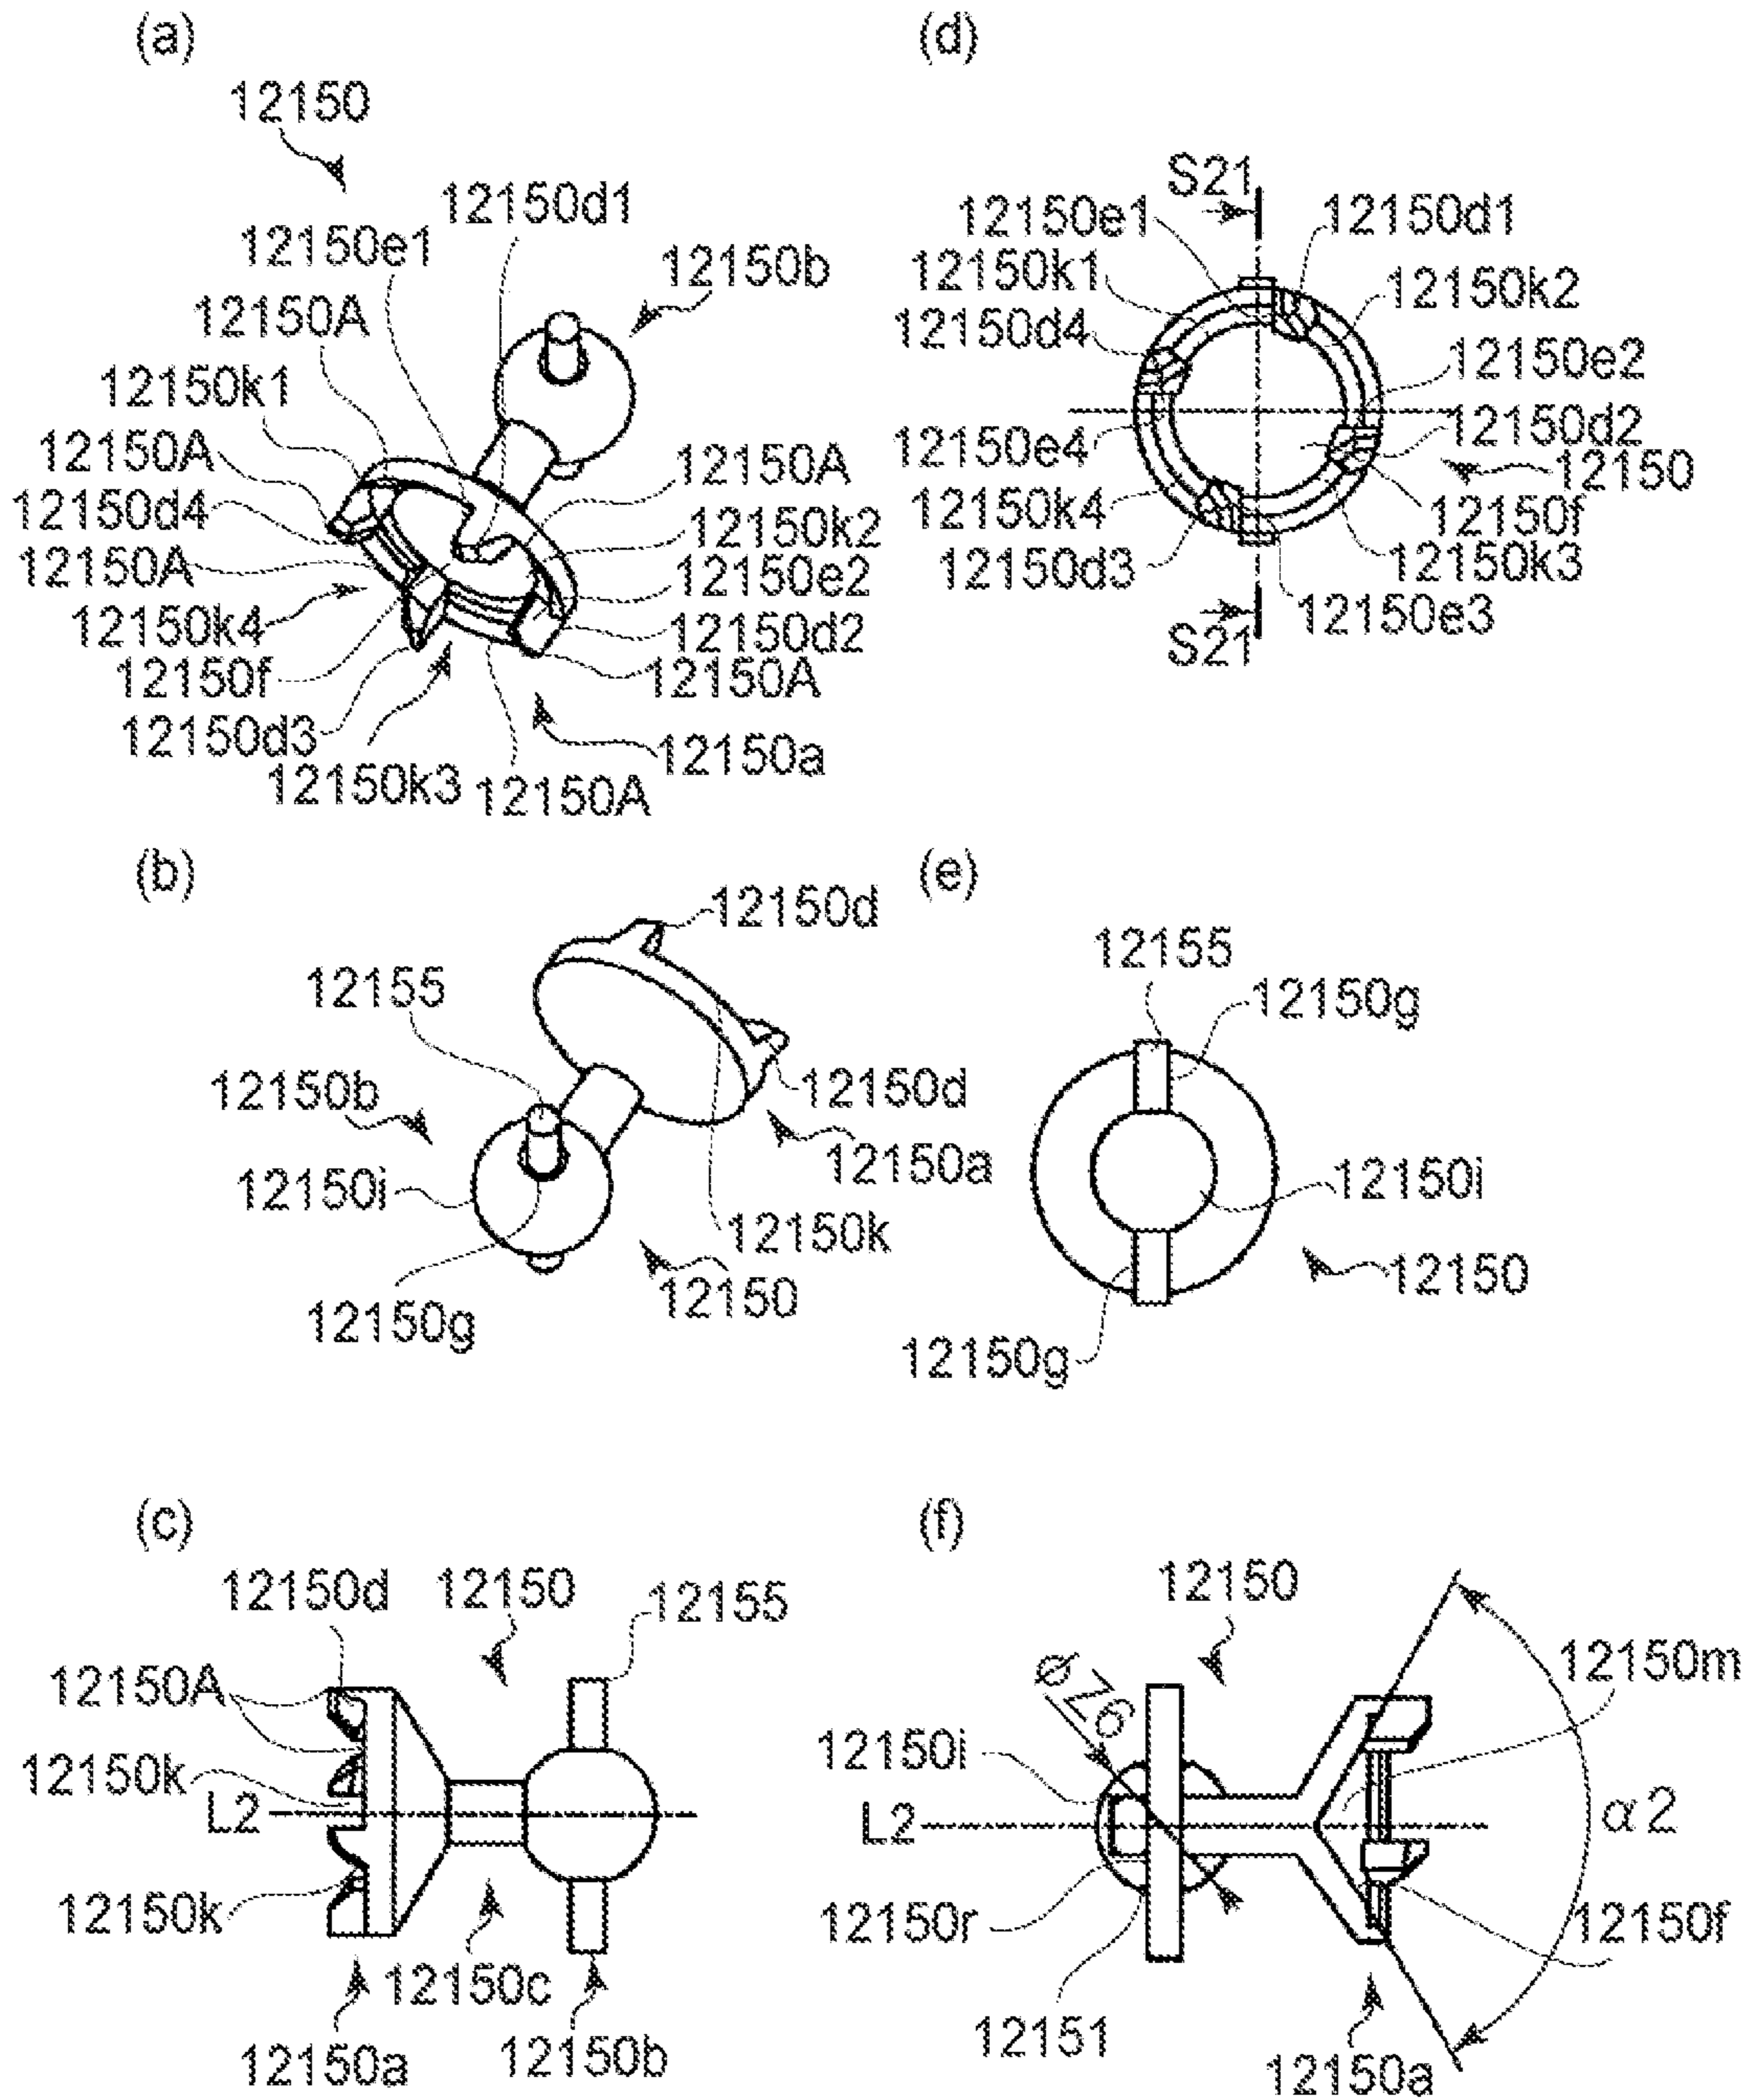 (a)
12150
12150d1
12150e1
12150b
12150A
12150k1
12150A
12150A
12150d4
12150k2
12150A
12150e2
12150k4
12150d2
12150f
12150A
12150d3
12150a
12150k3
12150A
(d)
S21
12150e1
12150d1
12150k1
12150k2
12150d4
12150e2
12150d2
12150e4
12150
12150k4
12150f
12150d3
12150k3
12150e3
S21
(b)
12150d
12155
12150b
12150d
12150a
12150i
12150k
12150
12150g
(e)
12155
12150g
12150i
12150
12150g
(c)
12150d
12150
12155
12150A
12150k
L2
12150k
12150c
12150a
12150b
(f)
12150
12150m
øZ6
12150i
L2
α2
12150r
12150f
12151
12150a